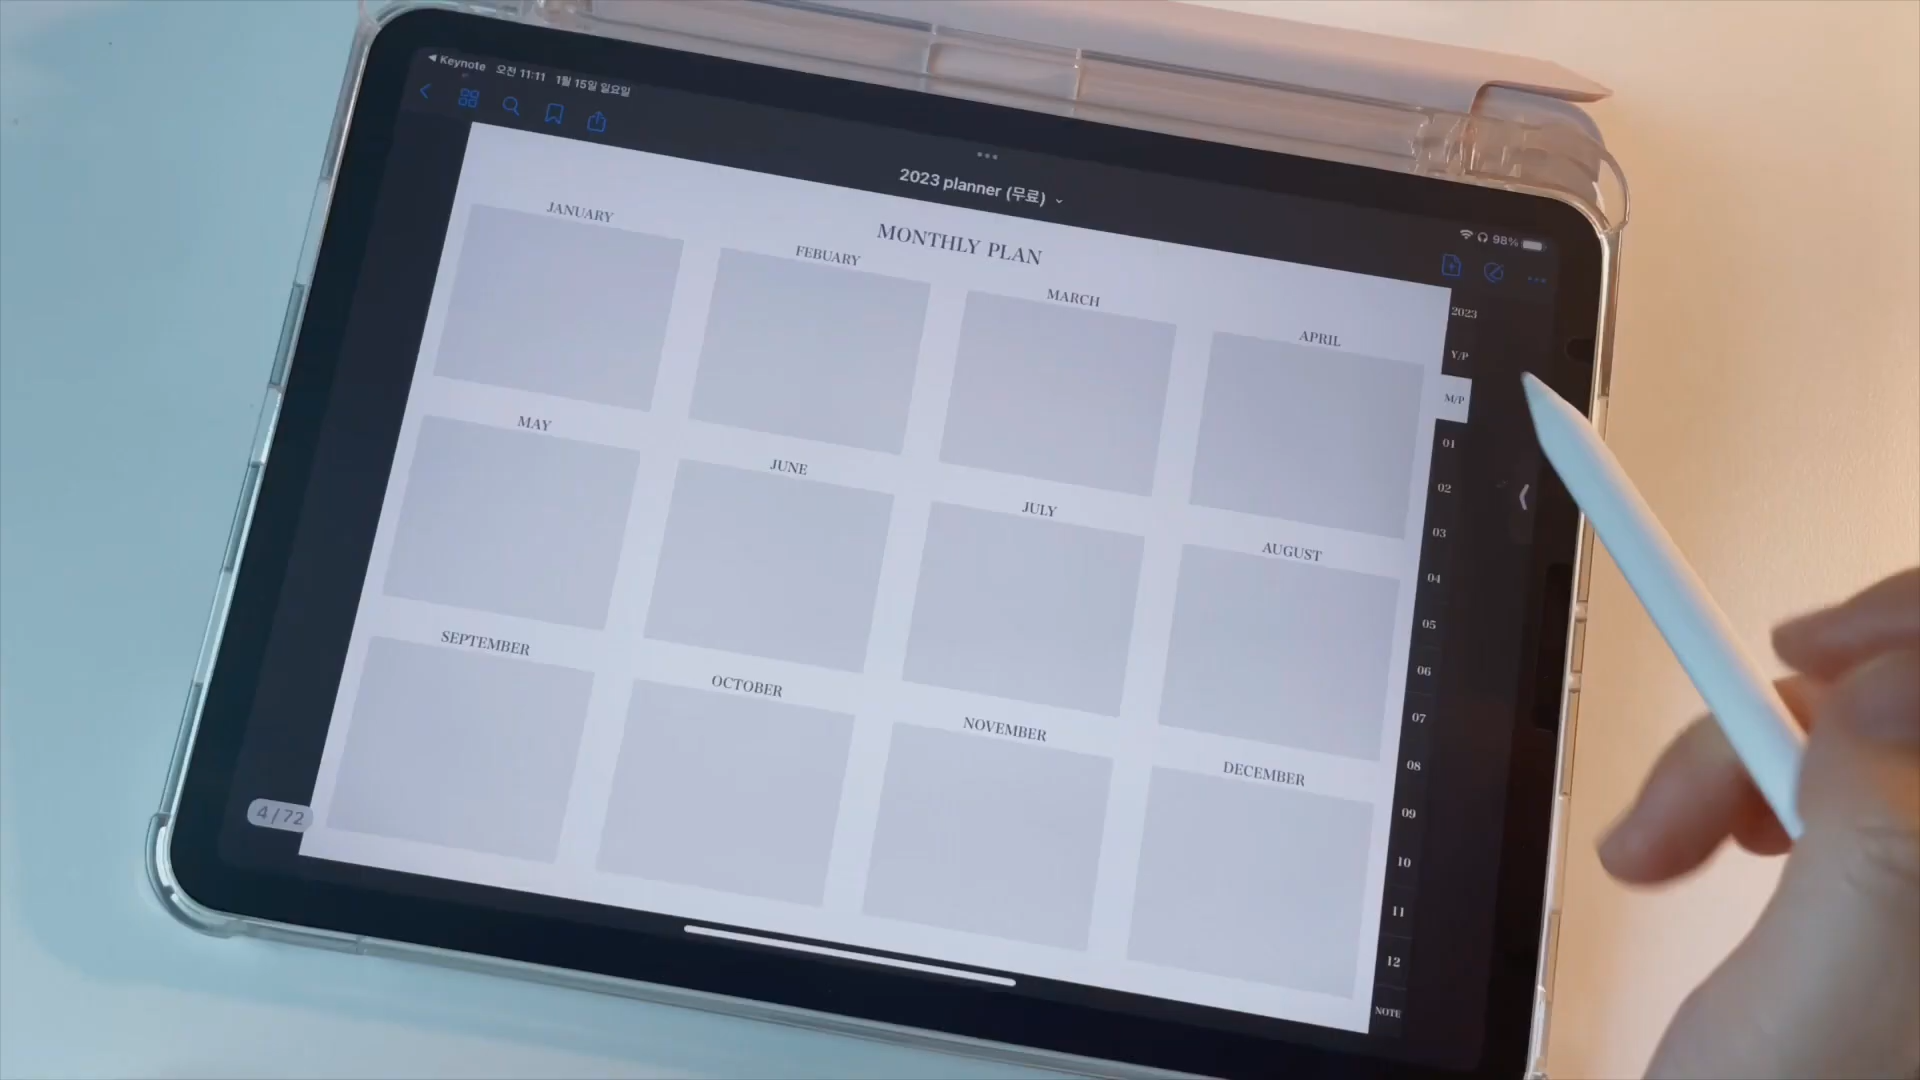 ◀ Keynote 오전 11:11 1월 15일 일요일
2023 planner (무료)
98%
MONTHLY PLAN
JANUARY
FEBUARY
MARCH
APRIL
MAY
JUNE
JULY
AUGUST
SEPTEMBER
OCTOBER
NOVEMBER
DECEMBER
2023
Y/P
M/P
01
02
03
04
05
06
07
08
09
10
11
12
NOTE
4 / 72